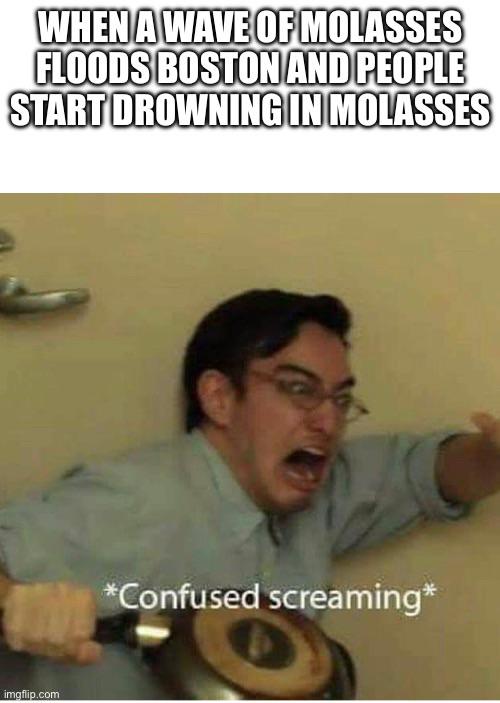 WHEN A WAVE OF MOLASSES
FLOODS BOSTON AND PEOPLE
START DROWNING IN MOLASSES
*Confused screaming*
imgflip.com